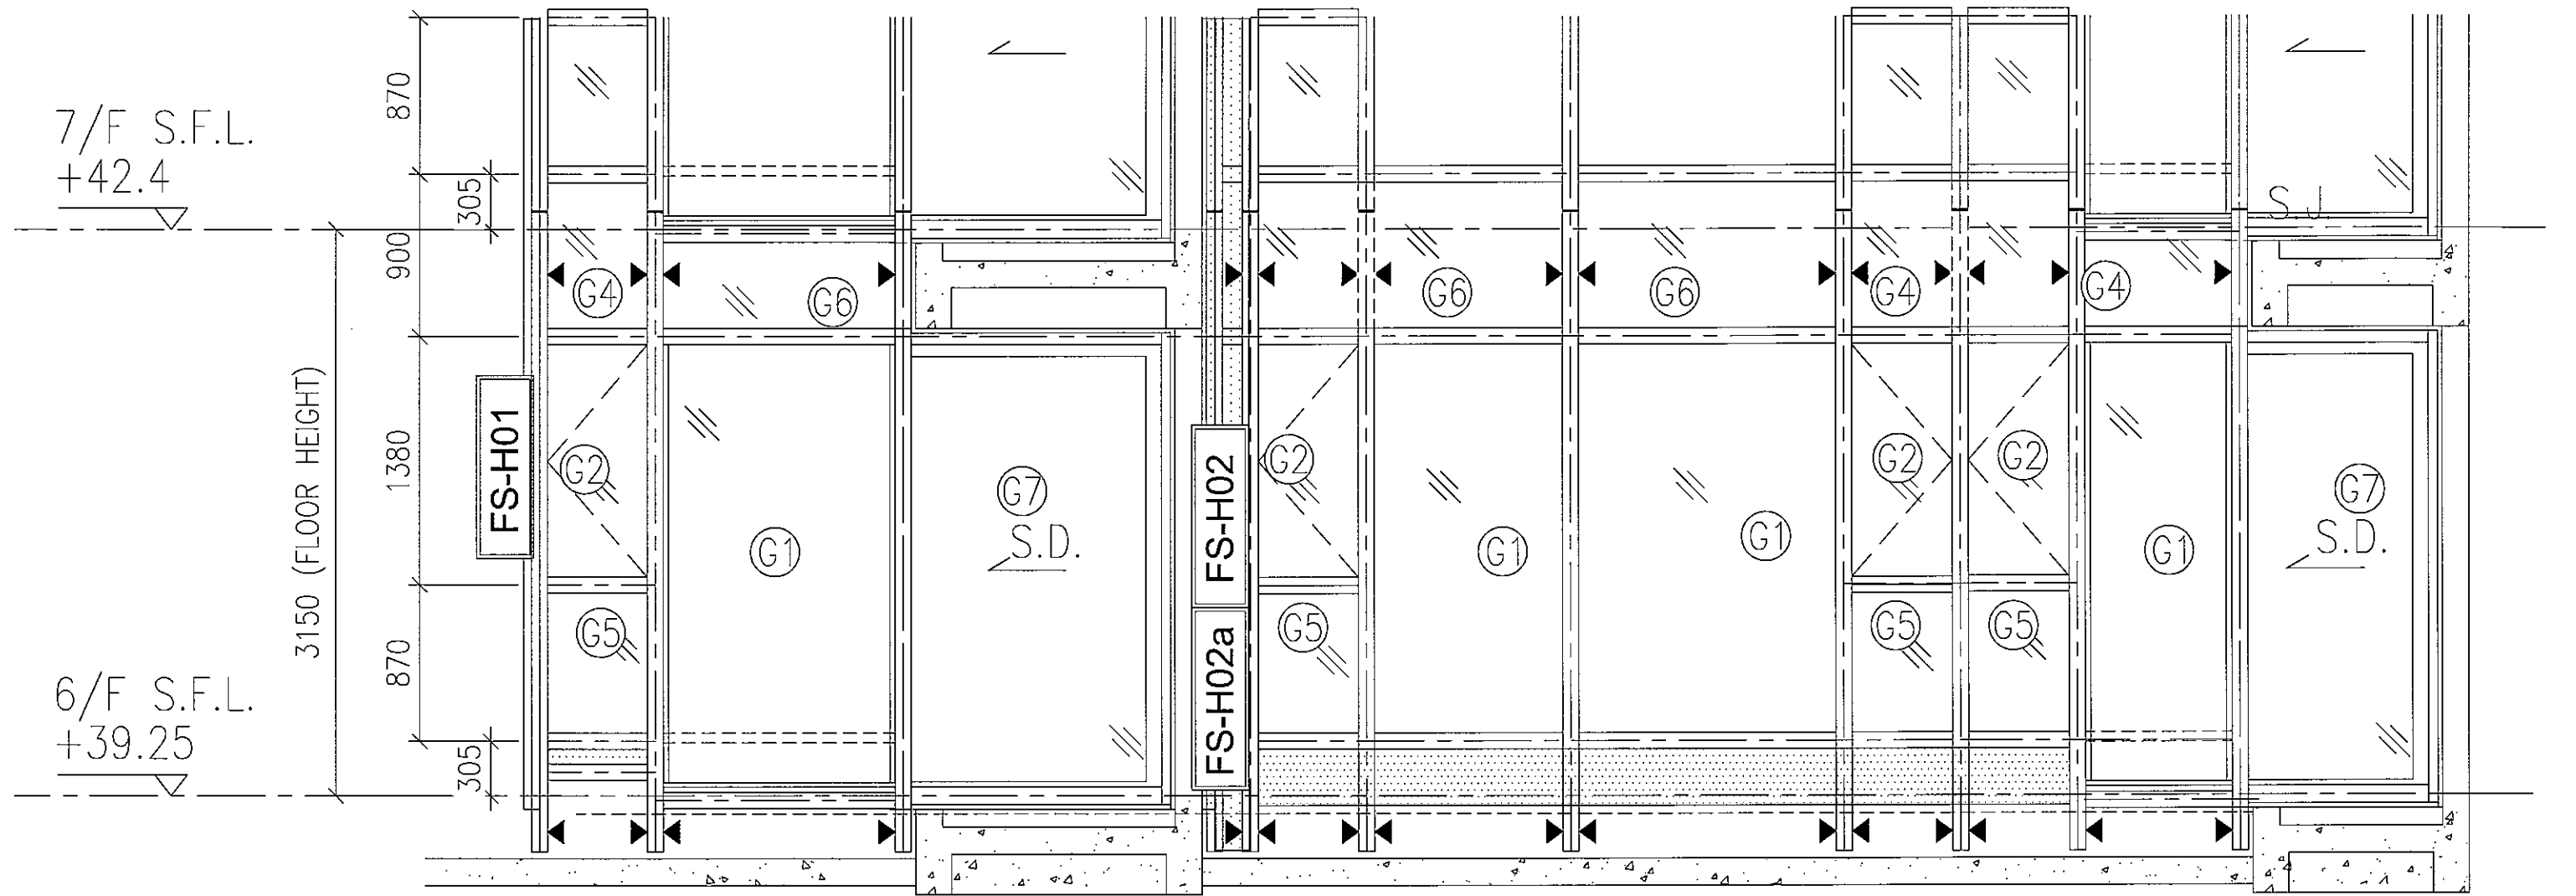 870
7/F S.F.L.
+42.4
305
S.J.
900
G4
G6
G6
G6
G4
G4
3150 (FLOOR HEIGHT)
1380
FS-H01
G2
G1
G7
S.D.
FS-H02
G2
G1
G1
G2
G2
G1
G7
S.D.
870
G5
FS-H02a
G5
G5
G5
6/F S.F.L.
+39.25
305